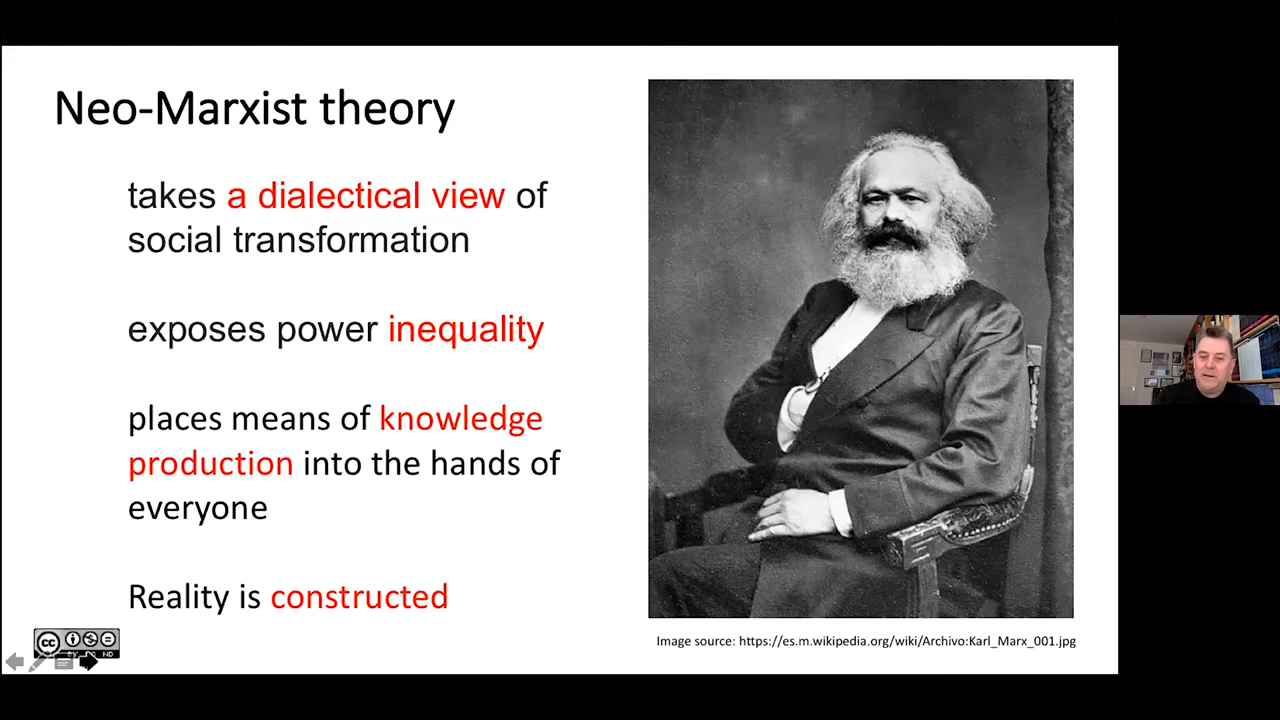 Neo-Marxist theory
takes a dialectical view of
social transformation
exposes power inequality
places means of knowledge
production into the hands of
everyone
Reality is constructed
cc
Image source: https://es.m.wikipedia.org/wiki/Archivo:Karl_Marx_001.jpg